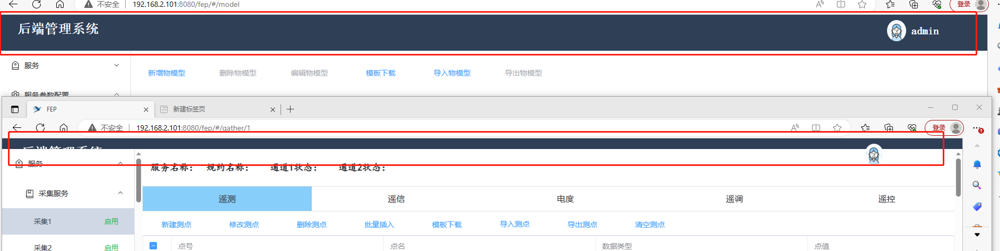 不安全 192.168.2.101:8080/fep/#/model 登录
后端管理系统 admin
服务
新增物模型 删除物模型 编辑物模型 模板下载 导入物模型 导出物模型
服务参数配置
FEP 新建标签页
不安全 192.168.2.101:8080/fep/#/gather/1 登录
后端管理系统
服务
服务名称： 规约名称： 通道1状态： 通道2状态：
采集服务
遥测 遥信 电度 遥调 遥控
采集1 启用
新建测点 修改测点 删除测点 批量插入 模板下载 导入测点 导出测点 清空测点
采集2 启用
点号 点名 数据类型 点值